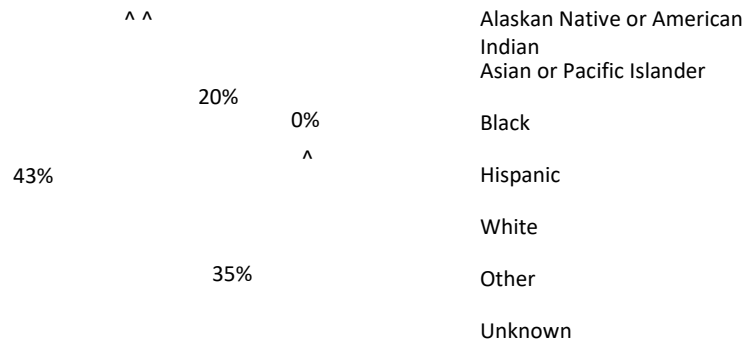 ^ ^
20%
0%
^
43%
35%
Alaskan Native or American
Indian
Asian or Pacific Islander
Black
Hispanic
White
Other
Unknown